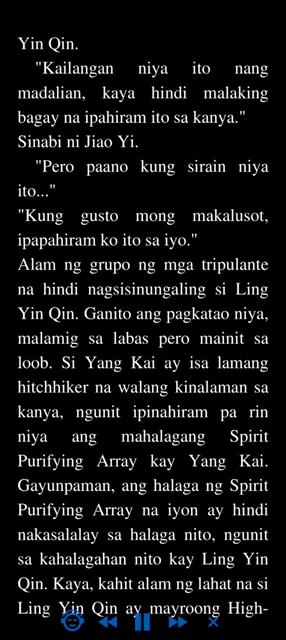 Yin Qin.
"Kailangan niya ito nang
madalian, kaya hindi malaking
bagay na ipahiram ito sa kanya."
Sinabi ni Jiao Yi.
"Pero paano kung sirain niya
ito..."
"Kung gusto mong makalusot,
ipapahiram ko ito sa iyo."
Alam ng grupo ng mga tripulante
na hindi nagsisinungaling si Ling
Yin Qin. Ganito ang pagkatao niya,
malamig sa labas pero mainit sa
loob. Si Yang Kai ay isa lamang
hitchhiker na walang kinalaman sa
kanya, ngunit ipinahiram pa rin
niya ang mahalagang Spirit
Purifying Array kay Yang Kai.
Gayunpaman, ang halaga ng Spirit
Purifying Array na iyon ay hindi
nakasalalay sa halaga nito, ngunit
sa kahalagahan nito kay Ling Yin
Qin. Kaya, kahit alam ng lahat na si
Ling Yin Qin ay mayroong High-